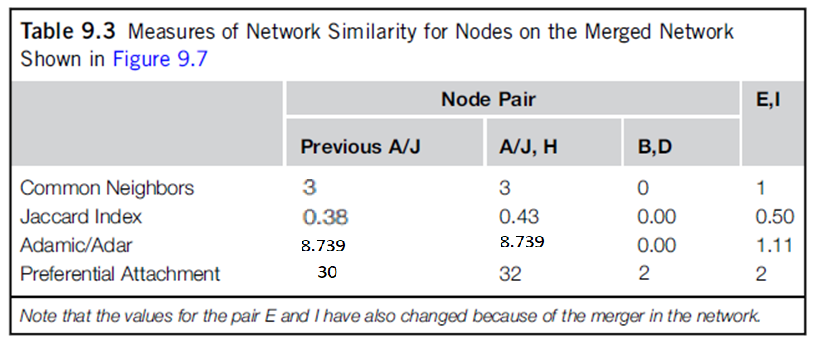 Table 9.3 Measures of Network Similarity for Nodes on the Merged Network
Shown in Figure 9.7
Node Pair E,I
Previous A/J A/J, H B,D
Common Neighbors 3 3 0 1
Jaccard Index 0.38 0.43 0.00 0.50
Adamic/Adar 8.739 8.739 0.00 1.11
Preferential Attachment 30 32 2 2
Note that the values for the pair E and I have also changed because of the merger in the network.